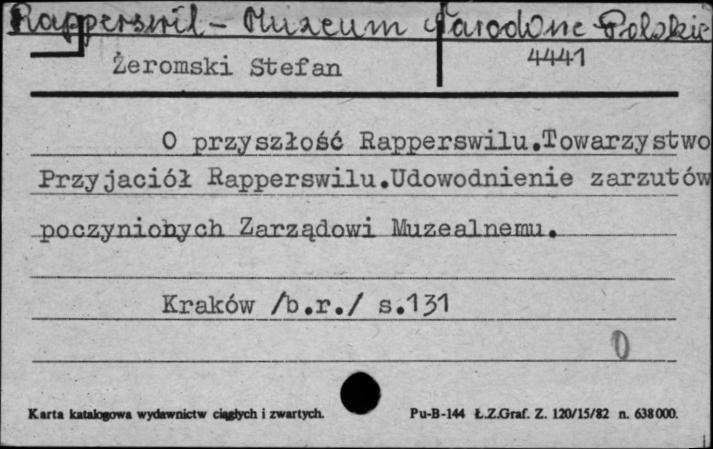 Rapperswil - Muzeum Narodowe Polskie
Żeromski Stefan
4441
O przyszłość Rapperswilu.Towarzystwo
Przyjaciół Rapperswilu.Udowodnienie zarzutów
poczynionych Zarządowi Muzealnemu.
Kraków /b.r./ s.131
0
Karta katalogowa wydawnictw ciągłych i zwartych.
Pu-B-144 Ł.Z.Graf. Z. 120/15/82 n. 638000.